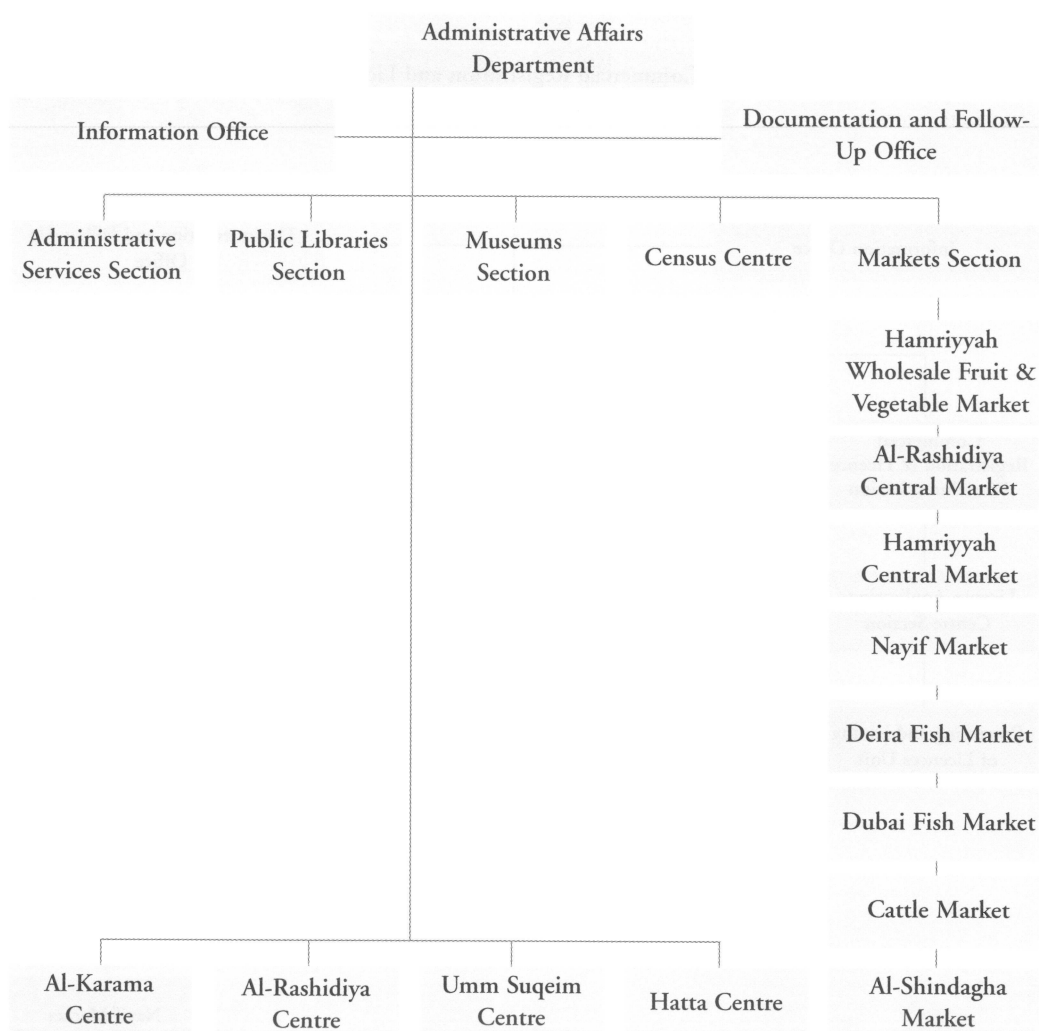 Administrative Affairs
Department
Information Office
Documentation and Follow-
Up Office
Administrative
Services Section
Public Libraries
Section
Museums
Section
Census Centre
Markets Section
Hamriyyah
Wholesale Fruit &
Vegetable Market
Al-Rashidiya
Central Market
Hamriyyah
Central Market
Nayif Market
Deira Fish Market
Dubai Fish Market
Cattle Market
Al-Karama
Centre
Al-Rashidiya
Centre
Umm Suqeim
Centre
Hatta Centre
Al-Shindagha
Market